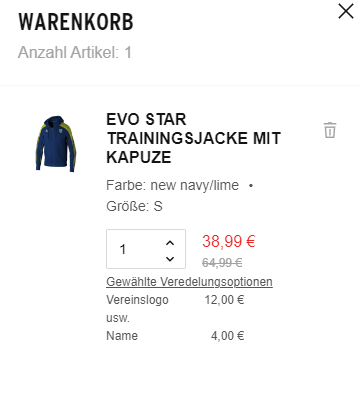 WARENKORB
Anzahl Artikel: 1
EVO STAR
TRAININGSJACKE MIT
KAPUZE
Farbe: new navy/lime •
Größe: S
1
38,99 €
64,99 €
Gewählte Veredelungsoptionen
Vereinslogo 12,00 €
usw.
Name 4,00 €